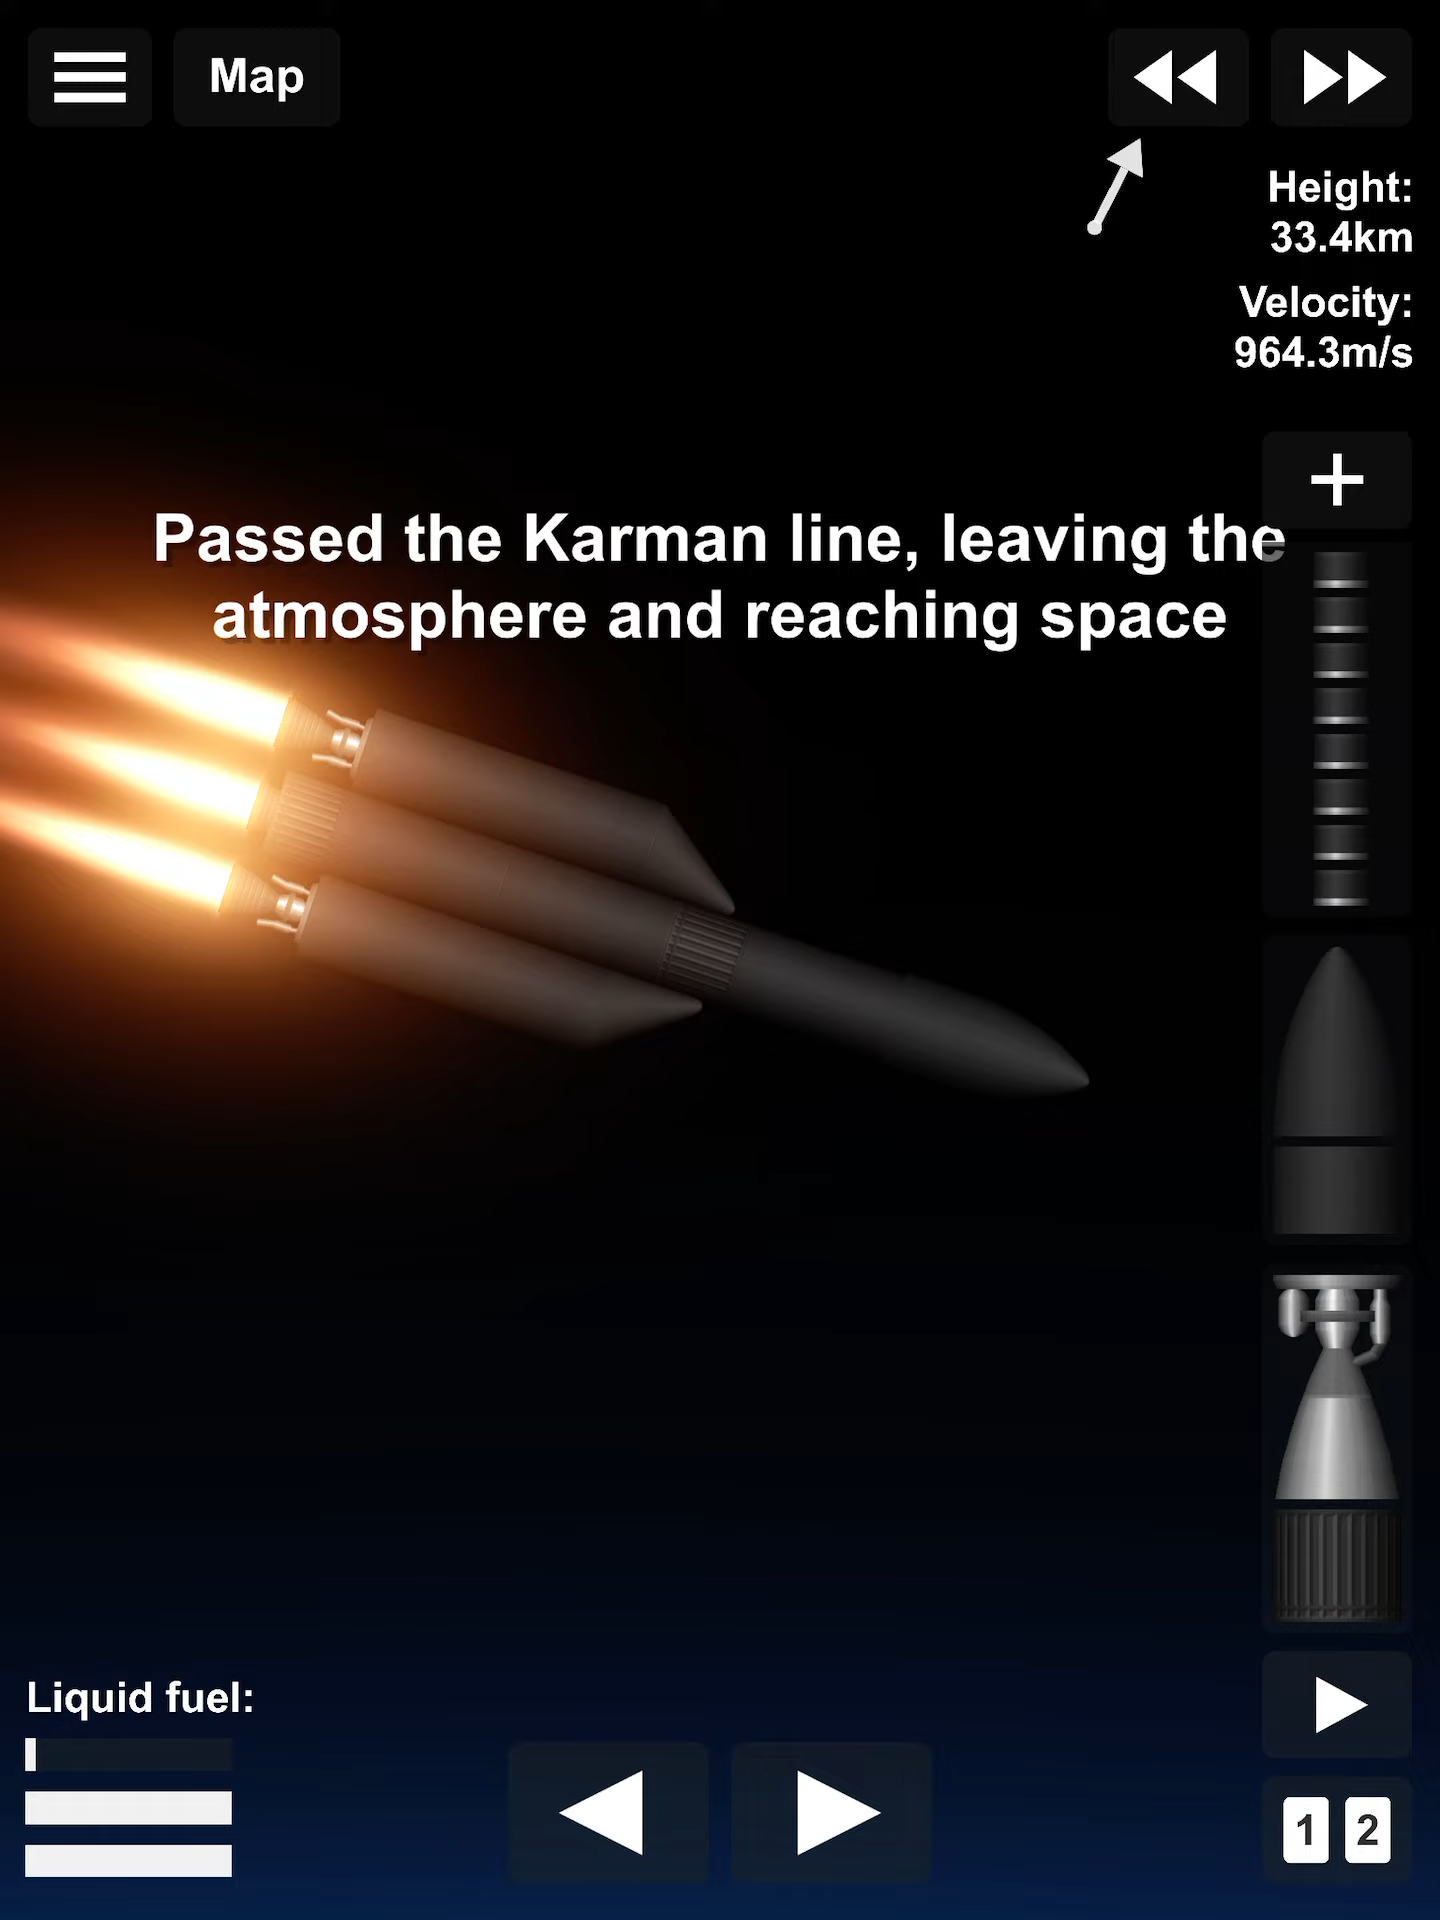 Map
Height:
33.4km
Velocity:
964.3m/s
Passed the Karman line, leaving the
atmosphere and reaching space
Liquid fuel:
1 2